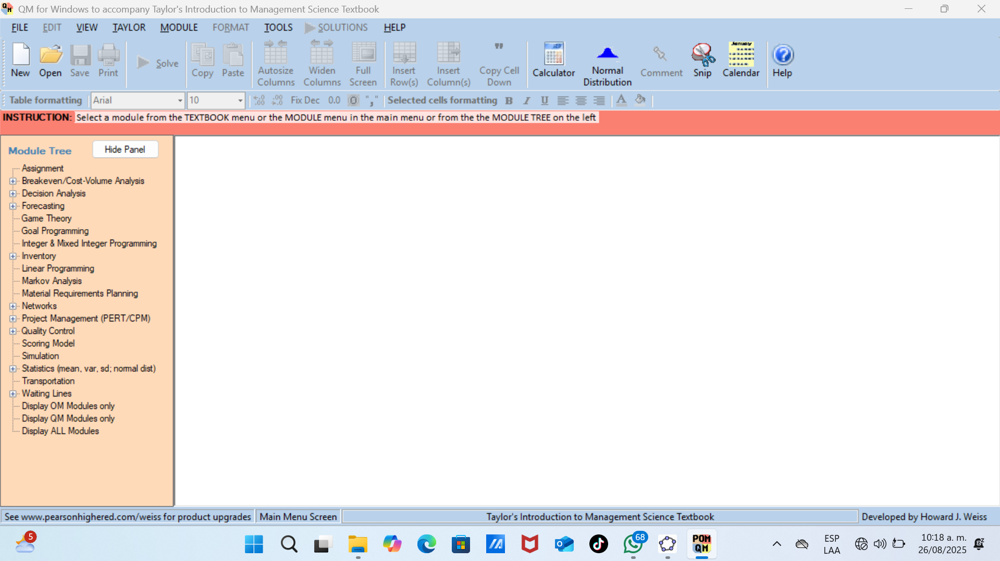 QM for Windows to accompany Taylor's Introduction to Management Science Textbook
FILE EDIT VIEW TAYLOR MODULE FORMAT TOOLS SOLUTIONS HELP
New Open Save Print Solve Copy Paste Autosize Columns Widen Columns Full Screen Insert Row(s) Insert Column(s) Copy Cell Down Calculator Normal Distribution Comment Snip Calendar Help
Table formatting Arial 10 Fix Dec 0.0 Selected cells formatting B I U A
INSTRUCTION: Select a module from the TEXTBOOK menu or the MODULE menu in the main menu or from the the MODULE TREE on the left
Module Tree Hide Panel
Assignment
Breakeven/Cost-Volume Analysis
Decision Analysis
Forecasting
Game Theory
Goal Programming
Integer & Mixed Integer Programming
Inventory
Linear Programming
Markov Analysis
Material Requirements Planning
Networks
Project Management (PERT/CPM)
Quality Control
Scoring Model
Simulation
Statistics (mean, var, sd; normal dist)
Transportation
Waiting Lines
Display OM Modules only
Display QM Modules only
Display ALL Modules
See www.pearsonhighered.com/weiss for product upgrades Main Menu Screen Taylor's Introduction to Management Science Textbook Developed by Howard J. Weiss
5 68 POM QM ESP LAA 10:18 a. m. 26/08/2025